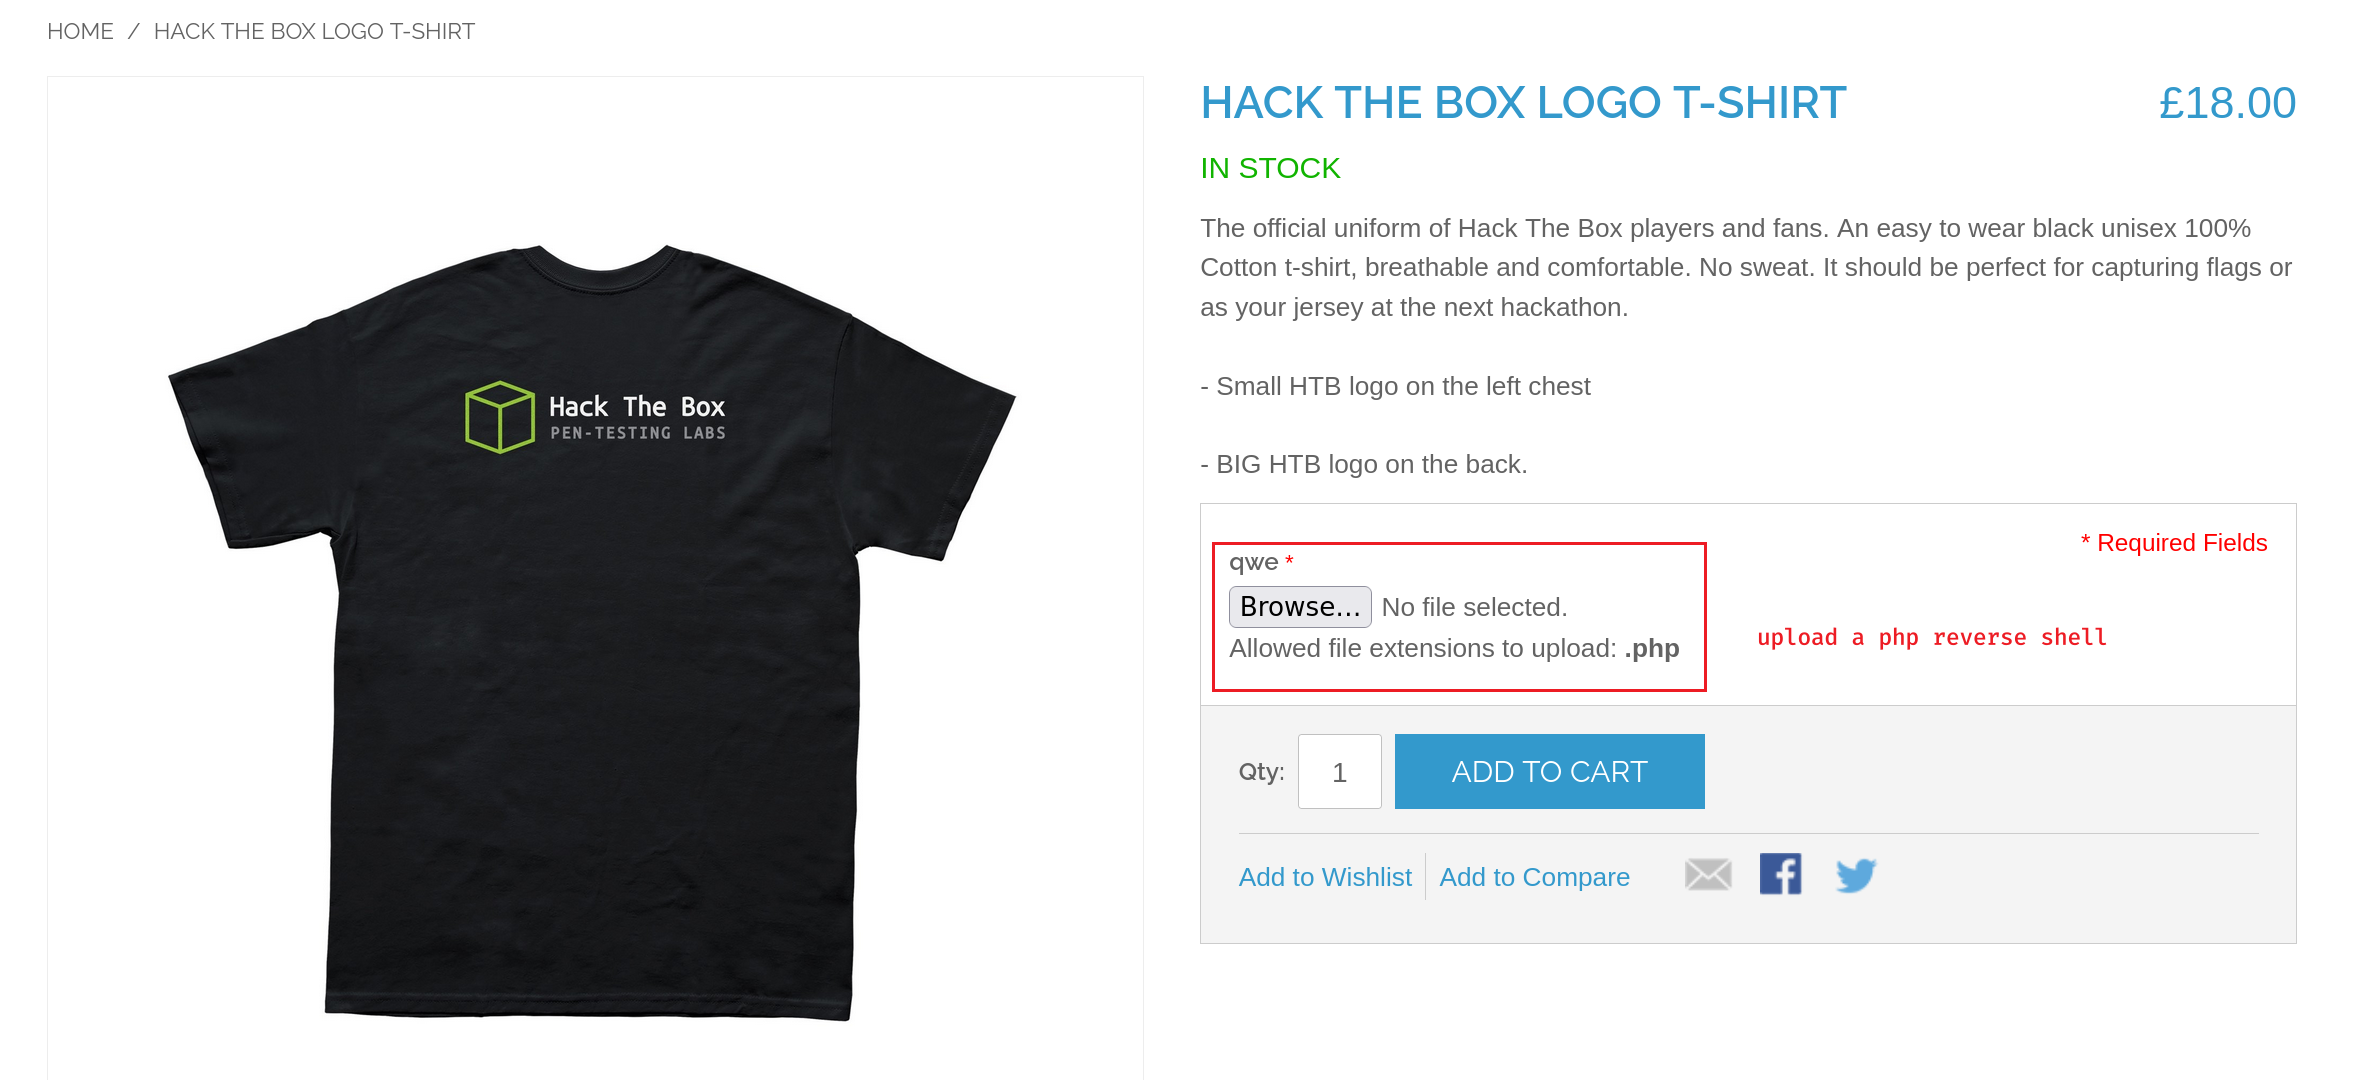 HOME / HACK THE BOX LOGO T-SHIRT
Hack The Box
PEN-TESTING LABS
HACK THE BOX LOGO T-SHIRT
£18.00
IN STOCK
The official uniform of Hack The Box players and fans. An easy to wear black unisex 100%
Cotton t-shirt, breathable and comfortable. No sweat. It should be perfect for capturing flags or
as your jersey at the next hackathon.
- Small HTB logo on the left chest
- BIG HTB logo on the back.
* Required Fields
qwe *
Browse... No file selected.
Allowed file extensions to upload: .php
upload a php reverse shell
Qty: 1 ADD TO CART
Add to Wishlist Add to Compare